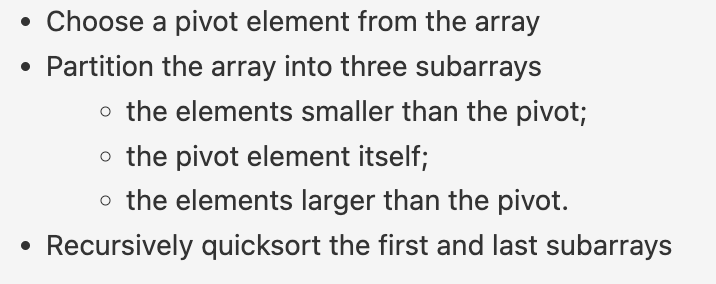 • Choose a pivot element from the array
• Partition the array into three subarrays
◦ the elements smaller than the pivot;
◦ the pivot element itself;
◦ the elements larger than the pivot.
• Recursively quicksort the first and last subarrays